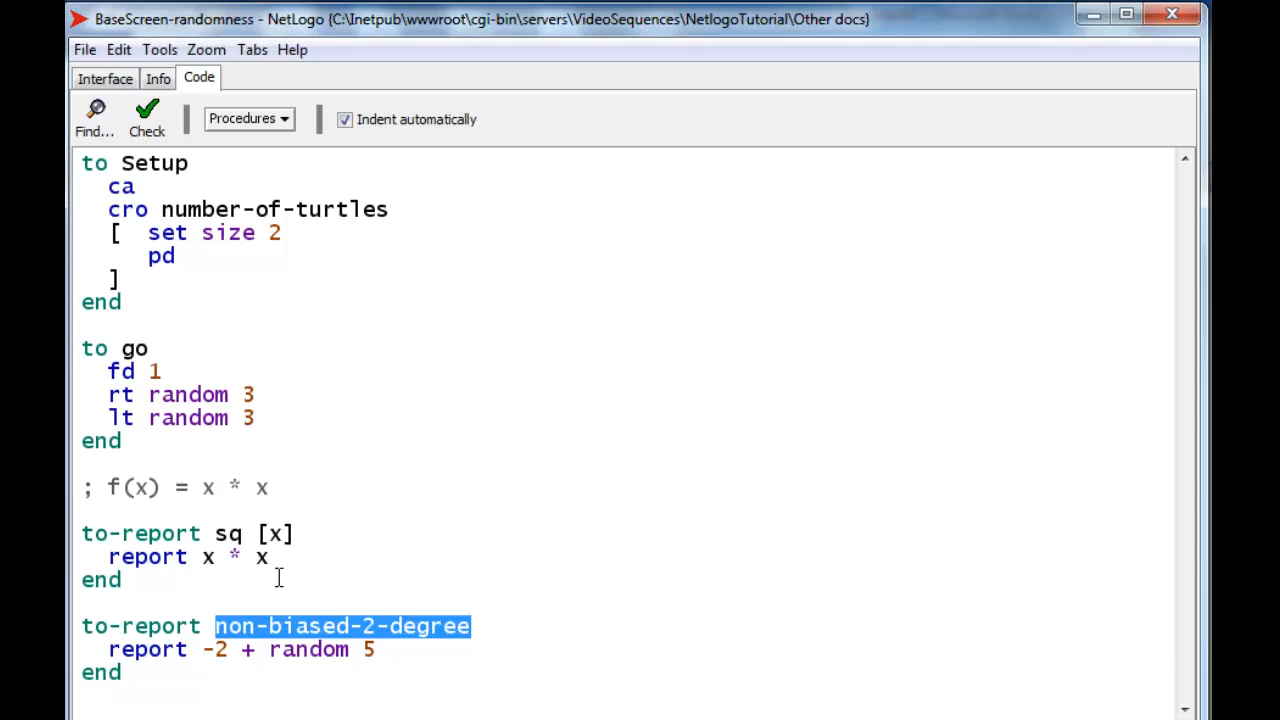 BaseScreen-randomness - NetLogo {C:\Inetpub\wwwroot\cgi-bin\servers\VideoSequences\NetlogoTutorial\Other docs}
File Edit Tools Zoom Tabs Help
Interface Info Code
Find... Check Procedures Indent automatically
to Setup
ca
cro number-of-turtles
[ set size 2
pd
]
end
to go
fd 1
rt random 3
lt random 3
end
; f(x) = x * x
to-report sq [x]
report x * x
end
to-report non-biased-2-degree
report -2 + random 5
end